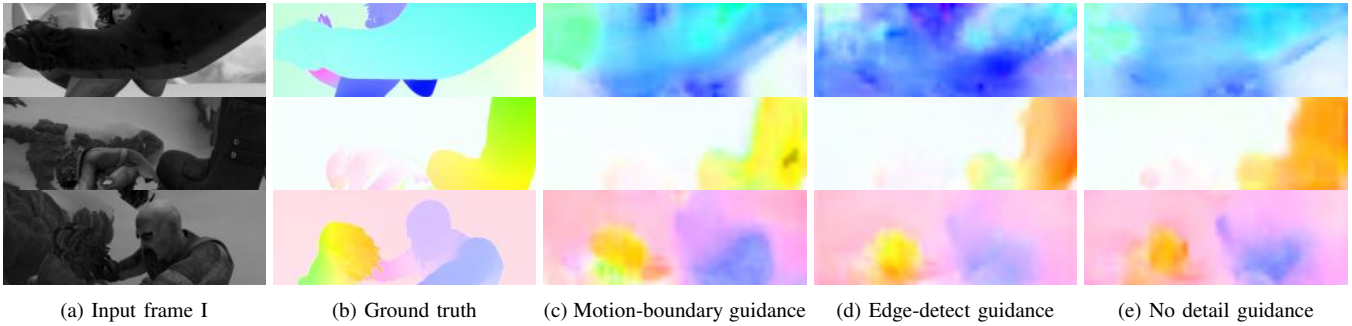 (a) Input frame I
(b) Ground truth
(c) Motion-boundary guidance
(d) Edge-detect guidance
(e) No detail guidance